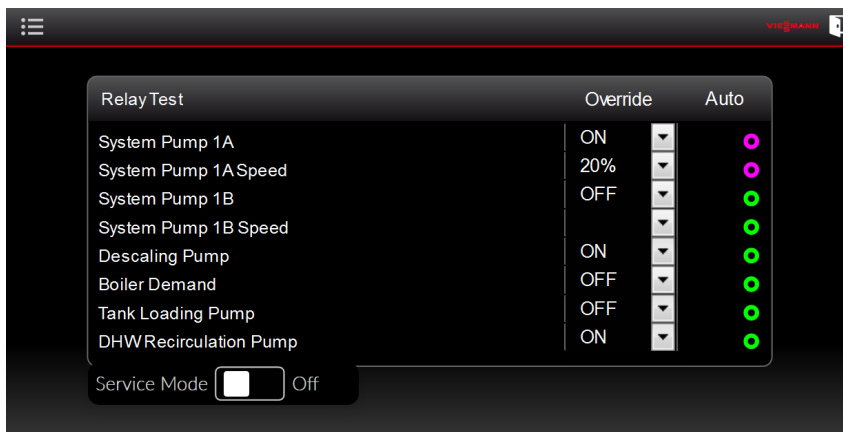 VIESMANN
Relay Test Override Auto
System Pump 1A ON
System Pump 1A Speed 20%
System Pump 1B OFF
System Pump 1B Speed
Descaling Pump ON
Boiler Demand OFF
Tank Loading Pump OFF
DHW Recirculation Pump ON
Service Mode Off